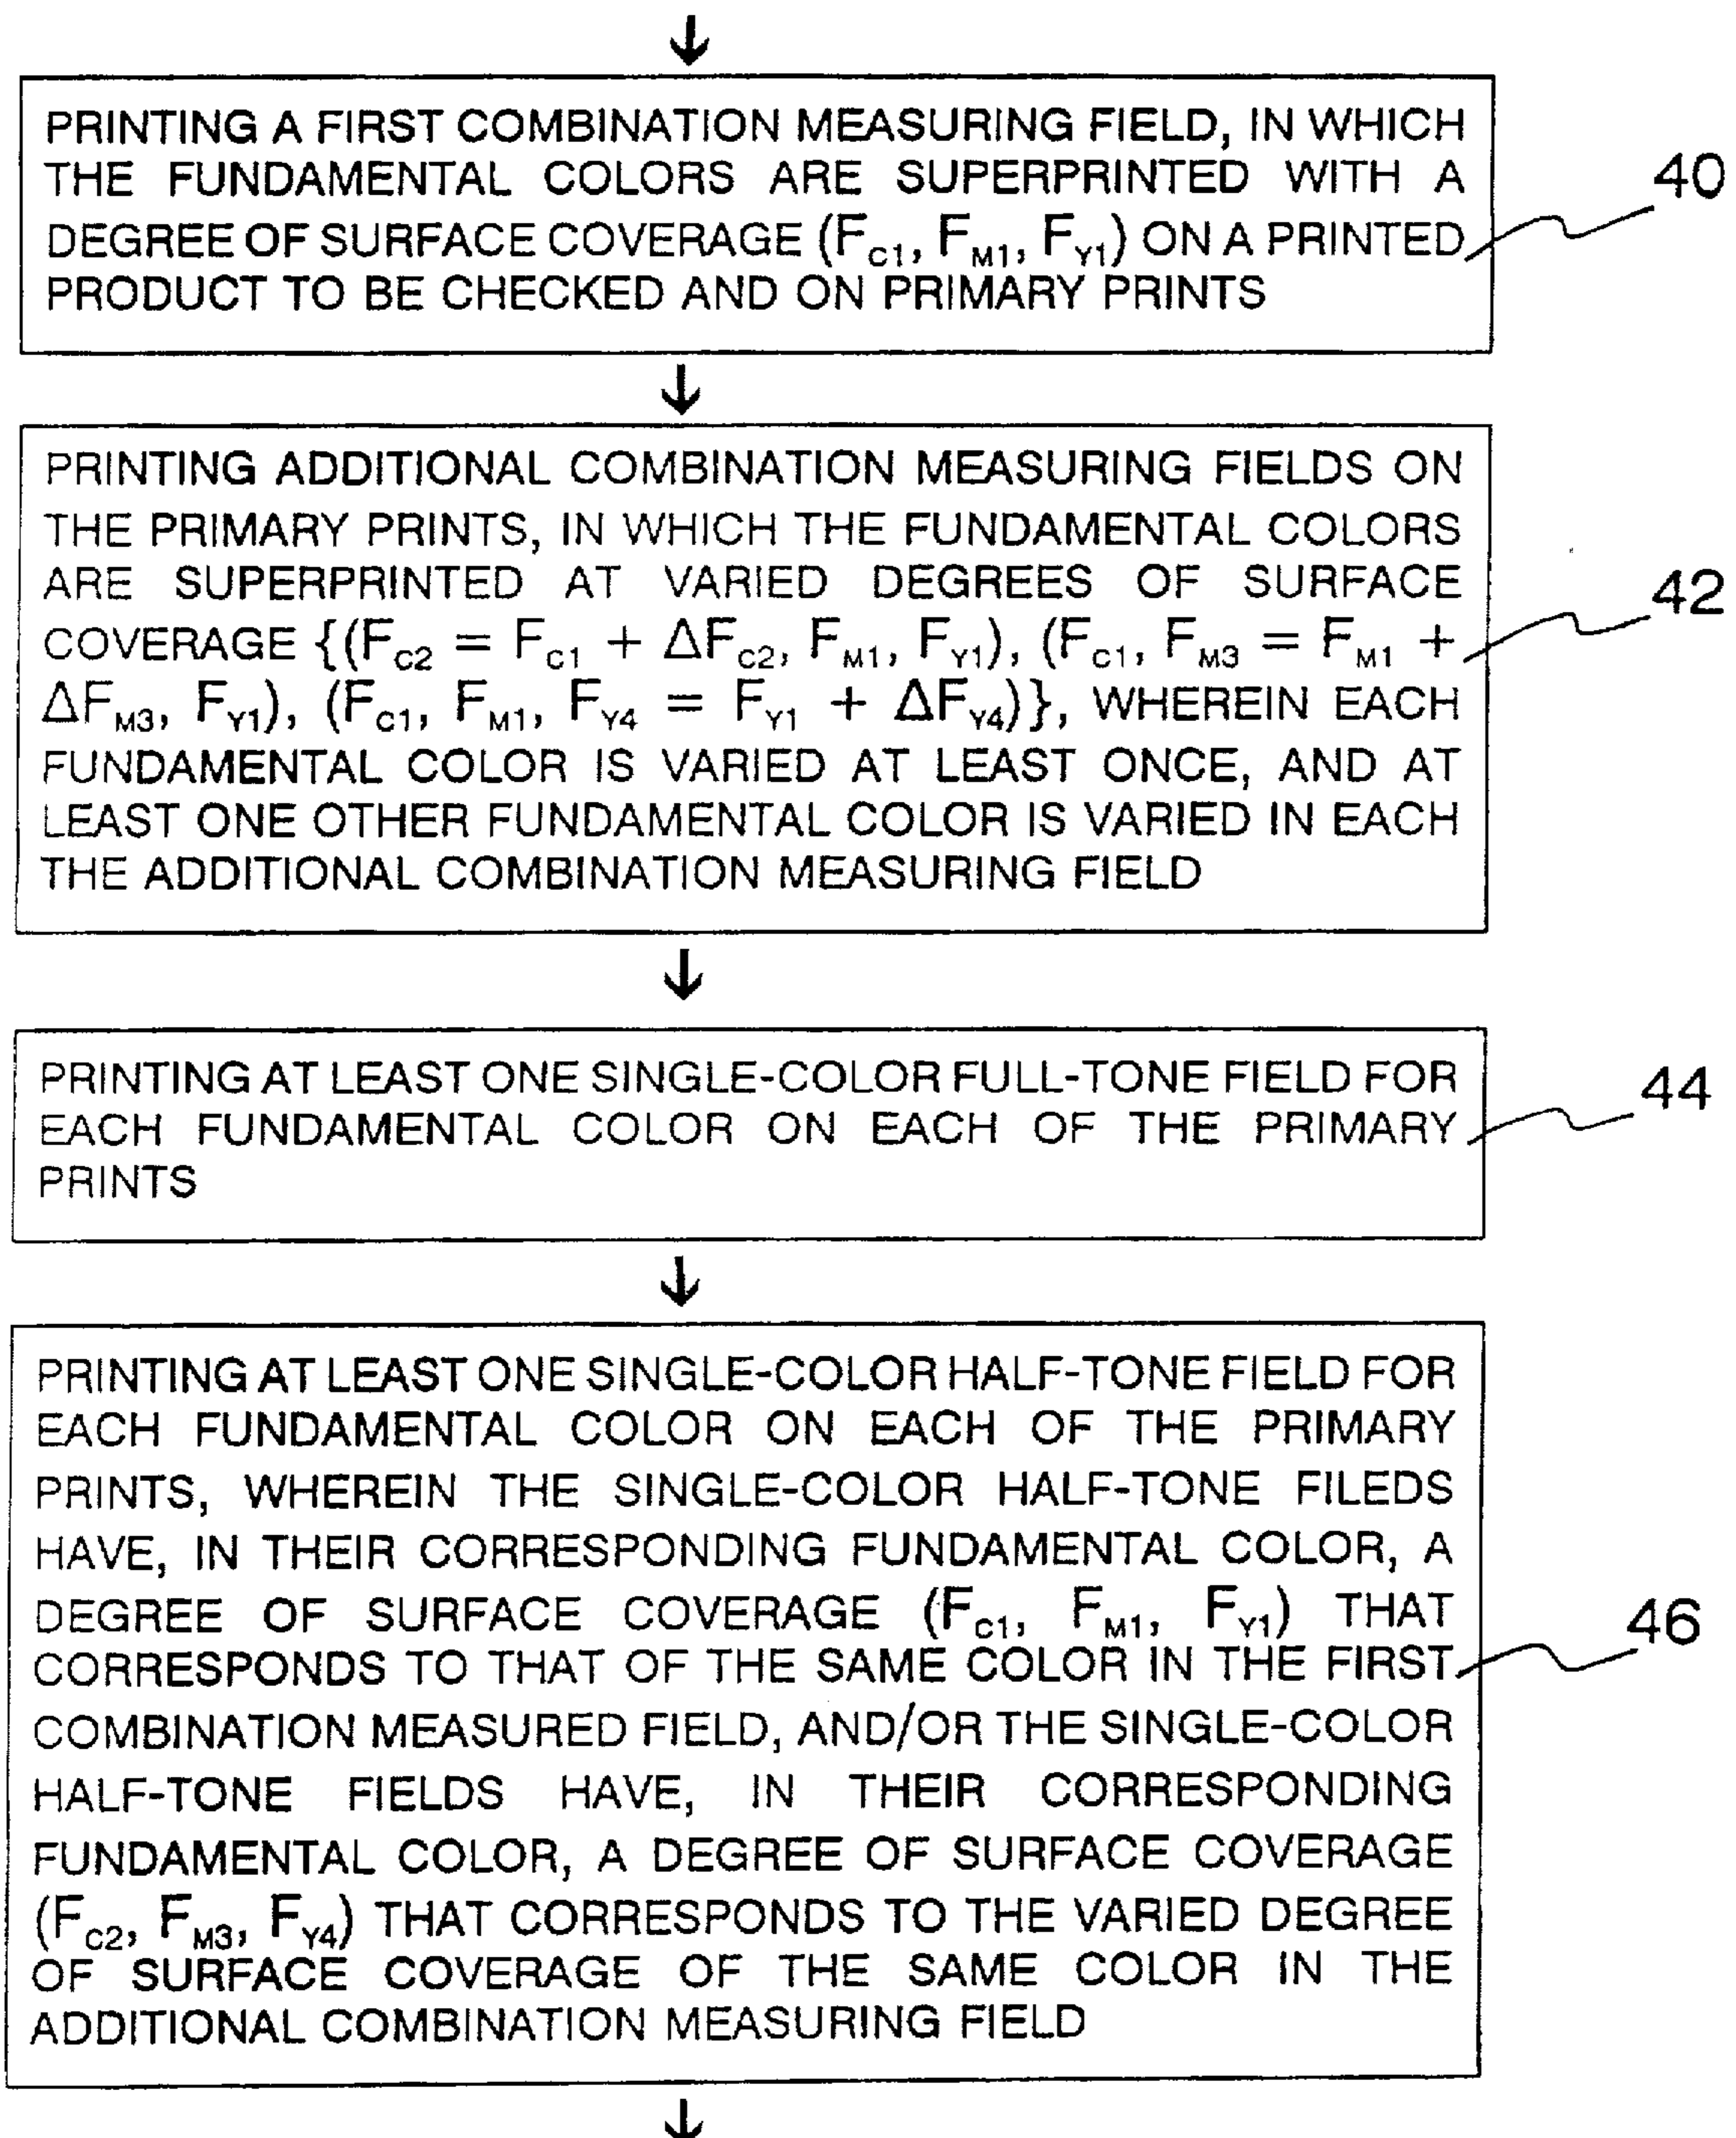 PRINTING A FIRST COMBINATION MEASURING FIELD, IN WHICH
THE FUNDAMENTAL COLORS ARE SUPERPRINTED WITH A
DEGREE OF SURFACE COVERAGE (Fc1, FM1, FY1) ON A PRINTED
PRODUCT TO BE CHECKED AND ON PRIMARY PRINTS
40
PRINTING ADDITIONAL COMBINATION MEASURING FIELDS ON
THE PRIMARY PRINTS, IN WHICH THE FUNDAMENTAL COLORS
ARE SUPERPRINTED AT VARIED DEGREES OF SURFACE
COVERAGE {(Fc2 = Fc1 + ΔFc2, FM1, FY1), (Fc1, FM3 = FM1 +
ΔFM3, FY1), (Fc1, FM1, FY4 = FY1 + ΔFY4)}, WHEREIN EACH
FUNDAMENTAL COLOR IS VARIED AT LEAST ONCE, AND AT
LEAST ONE OTHER FUNDAMENTAL COLOR IS VARIED IN EACH
THE ADDITIONAL COMBINATION MEASURING FIELD
42
PRINTING AT LEAST ONE SINGLE-COLOR FULL-TONE FIELD FOR
EACH FUNDAMENTAL COLOR ON EACH OF THE PRIMARY
PRINTS
44
PRINTING AT LEAST ONE SINGLE-COLOR HALF-TONE FIELD FOR
EACH FUNDAMENTAL COLOR ON EACH OF THE PRIMARY
PRINTS, WHEREIN THE SINGLE-COLOR HALF-TONE FILEDS
HAVE, IN THEIR CORRESPONDING FUNDAMENTAL COLOR, A
DEGREE OF SURFACE COVERAGE (Fc1, FM1, FY1) THAT
CORRESPONDS TO THAT OF THE SAME COLOR IN THE FIRST
COMBINATION MEASURED FIELD, AND/OR THE SINGLE-COLOR
HALF-TONE FIELDS HAVE, IN THEIR CORRESPONDING
FUNDAMENTAL COLOR, A DEGREE OF SURFACE COVERAGE
(Fc2, FM3, FY4) THAT CORRESPONDS TO THE VARIED DEGREE
OF SURFACE COVERAGE OF THE SAME COLOR IN THE
ADDITIONAL COMBINATION MEASURING FIELD
46